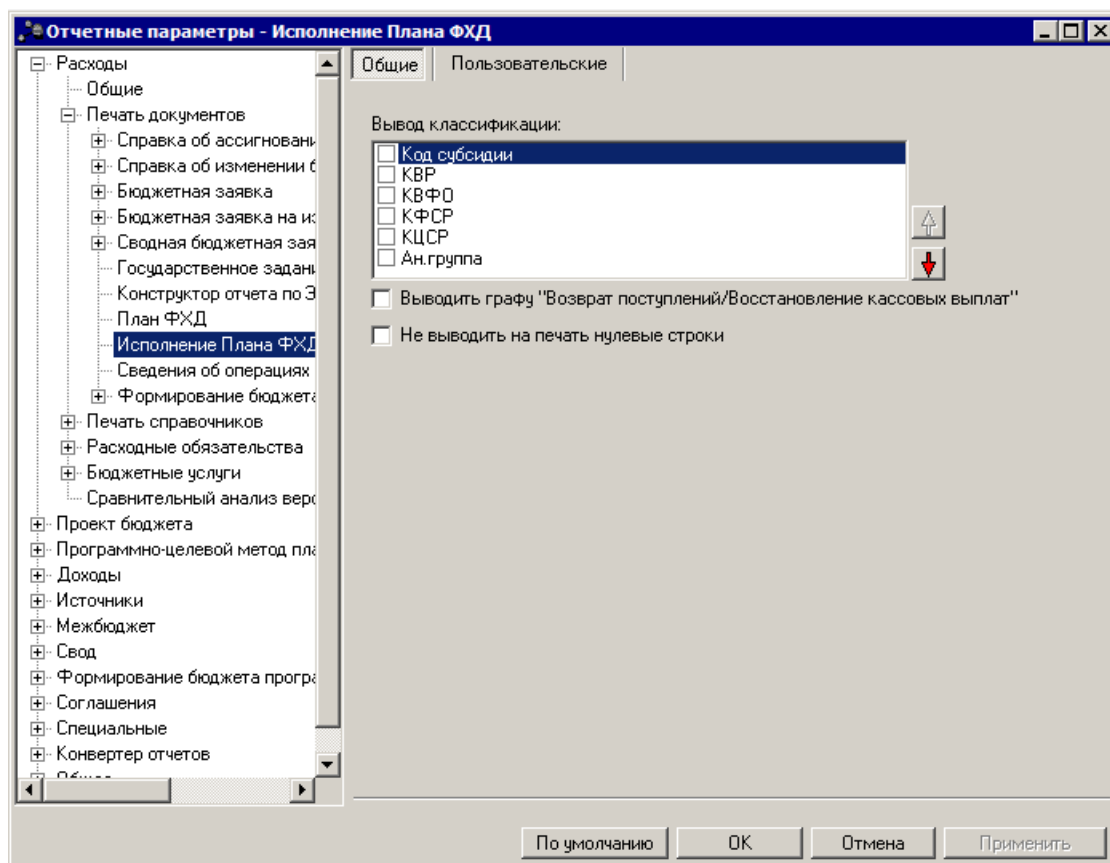 Отчетные параметры - Исполнение Плана ФХД
Расходы
Общие
Печать документов
Справка об ассигновани
Справка об изменении б
Бюджетная заявка
Бюджетная заявка на из
Сводная бюджетная зая
Государственное задани
Конструктор отчета по Э
План ФХД
Исполнение Плана ФХД
Сведения об операциях
Формирование бюджета
Печать справочников
Расходные обязательства
Бюджетные услуги
Сравнительный анализ верс
Проект бюджета
Программно-целевой метод пла
Доходы
Источники
Межбюджет
Свод
Формирование бюджета програ
Соглашения
Специальные
Конвертер отчетов
Общие Пользовательские
Вывод классификации:
Код субсидии
КВР
КВФО
КФСР
КЦСР
Ан.группа
Выводить графу "Возврат поступлений/Восстановление кассовых выплат"
Не выводить на печать нулевые строки
По умолчанию OK Отмена Применить